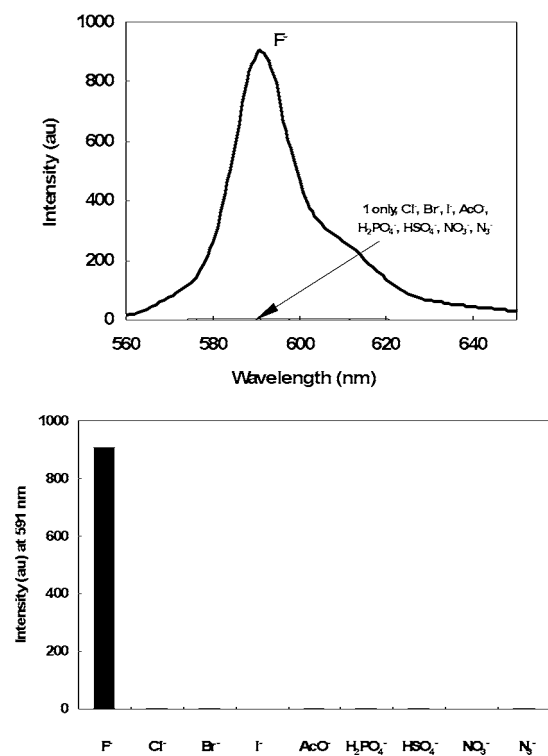 1000
800
600
400
200
0
Intensity (au)
F⁻
1 only, Cl⁻, Br⁻, I⁻, AcO⁻,
H₂PO₄⁻, HSO₄⁻, NO₃⁻, N₃⁻
560 580 600 620 640
Wavelength (nm)
1000
800
600
400
200
0
Intensity (au) at 591 nm
F⁻ Cl⁻ Br⁻ I⁻ AcO⁻ H₂PO₄⁻ HSO₄⁻ NO₃⁻ N₃⁻